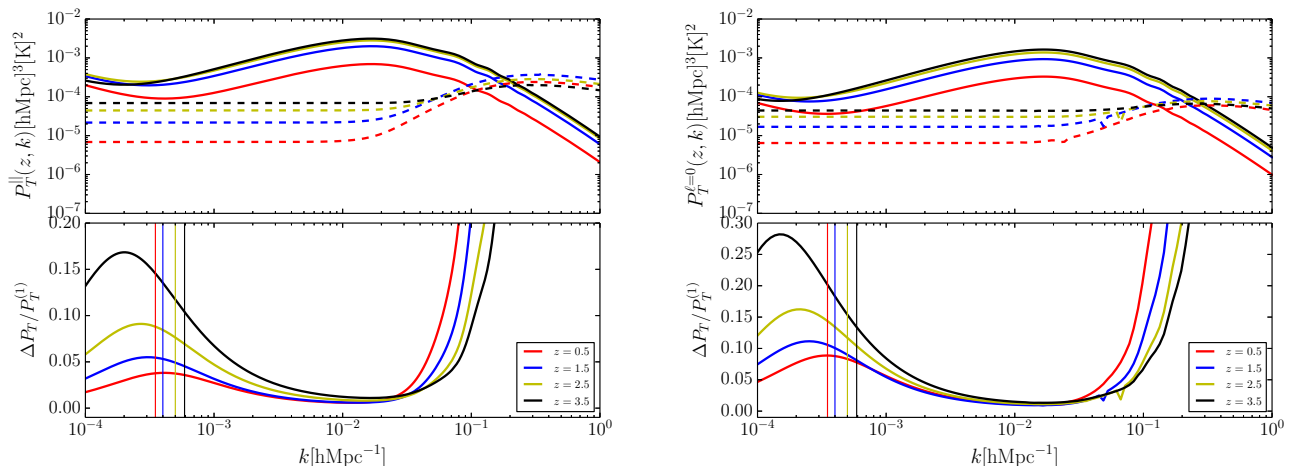 P_T^{||}(z, k)[hMpc]^3[K]^2
10^{-2}
10^{-3}
10^{-4}
10^{-5}
10^{-6}
10^{-7}
ΔP_T/P_T^{(1)}
0.20
0.15
0.10
0.05
0.00
z = 0.5
z = 1.5
z = 2.5
z = 3.5
10^{-4} 10^{-3} 10^{-2} 10^{-1} 10^{0}
k[hMpc^{-1}]
P_T^{ℓ=0}(z, k)[hMpc]^3[K]^2
10^{-2}
10^{-3}
10^{-4}
10^{-5}
10^{-6}
10^{-7}
ΔP_T/P_T^{(1)}
0.30
0.25
0.20
0.15
0.10
0.05
0.00
z = 0.5
z = 1.5
z = 2.5
z = 3.5
10^{-4} 10^{-3} 10^{-2} 10^{-1} 10^{0}
k[hMpc^{-1}]